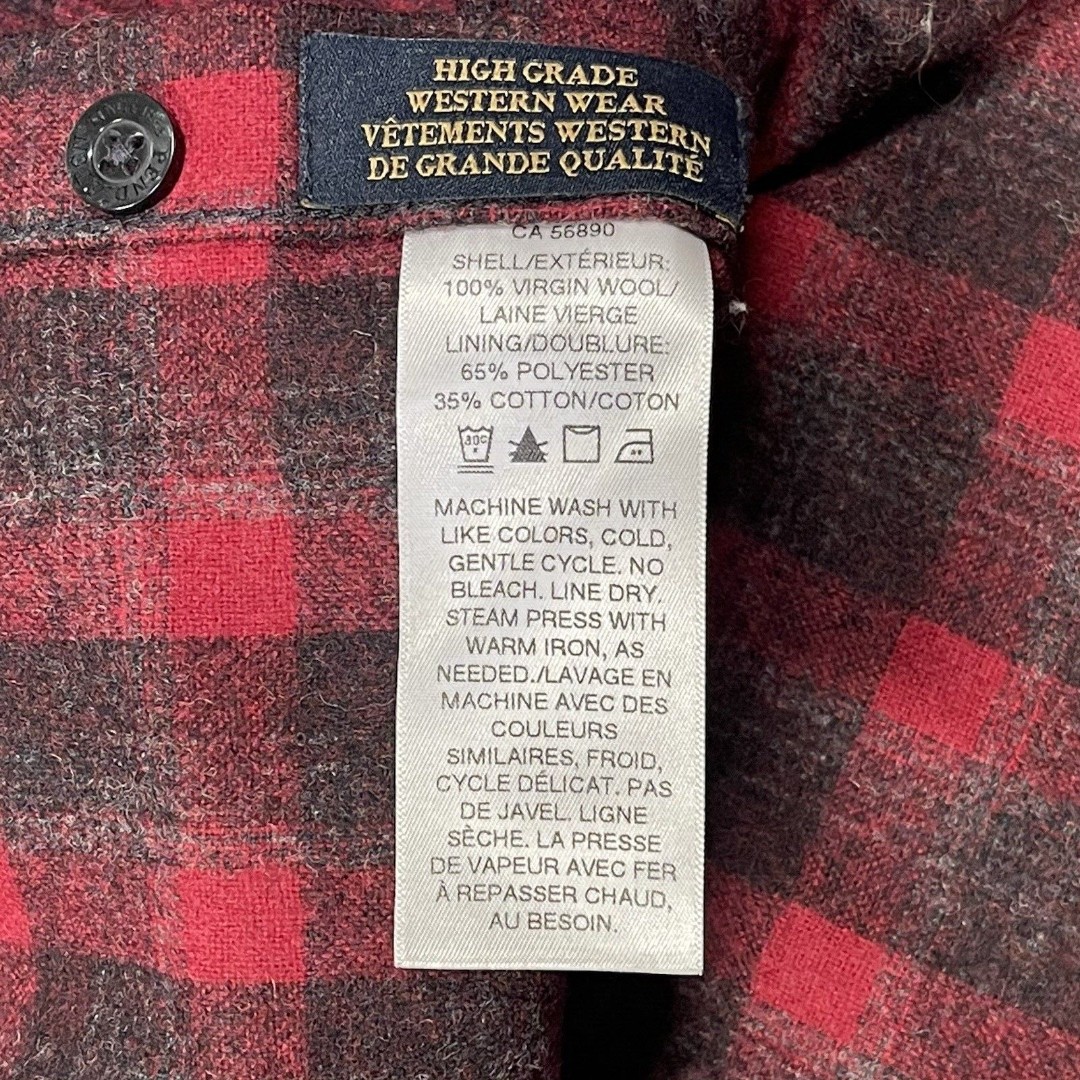 HIGH GRADE
WESTERN WEAR
VÊTEMENTS WESTERN
DE GRANDE QUALITÉ
CA 56890
SHELL/EXTÉRIEUR:
100% VIRGIN WOOL/
LAINE VIERGE
LINING/DOUBLURE:
65% POLYESTER
35% COTTON/COTON
30C
MACHINE WASH WITH
LIKE COLORS, COLD,
GENTLE CYCLE. NO
BLEACH. LINE DRY.
STEAM PRESS WITH
WARM IRON, AS
NEEDED./LAVAGE EN
MACHINE AVEC DES
COULEURS
SIMILAIRES, FROID,
CYCLE DÉLICAT. PAS
DE JAVEL. LIGNE
SÈCHE. LA PRESSE
DE VAPEUR AVEC FER
À REPASSER CHAUD,
AU BESOIN.